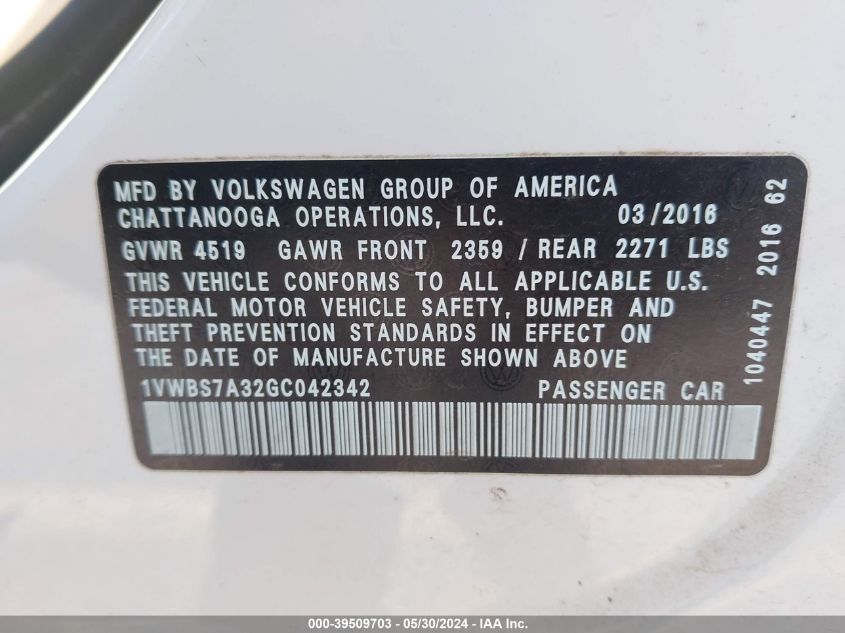 MFD BY VOLKSWAGEN GROUP OF AMERICA
CHATTANOOGA OPERATIONS, LLC. 03/2016
GVWR 4519 GAWR FRONT 2359 / REAR 2271 LBS
THIS VEHICLE CONFORMS TO ALL APPLICABLE U.S.
FEDERAL MOTOR VEHICLE SAFETY, BUMPER AND
THEFT PREVENTION STANDARDS IN EFFECT ON
THE DATE OF MANUFACTURE SHOWN ABOVE
1VWBS7A32GC042342 PASSENGER CAR
1040447 2016 62
000-39509703 - 05/30/2024 - IAA Inc.